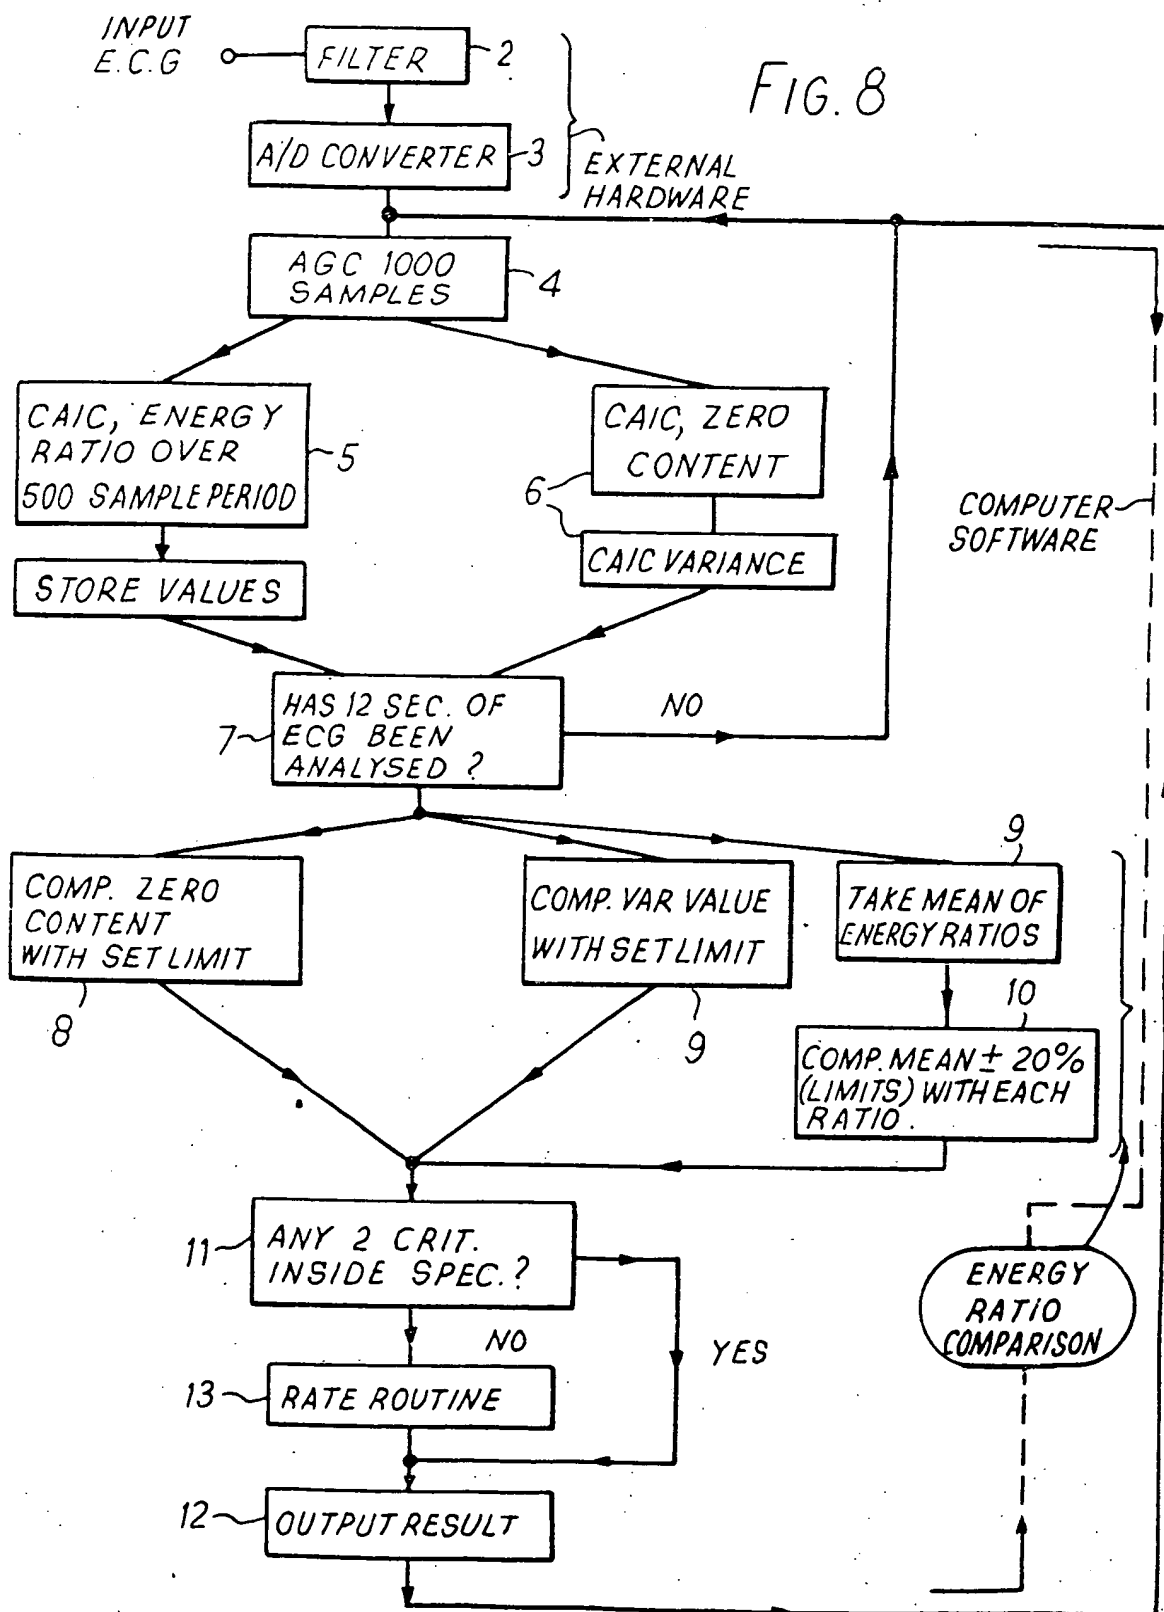 INPUT
E.C.G
FILTER
2
FIG. 8
A/D CONVERTER
3
EXTERNAL
HARDWARE
AGC 1000
SAMPLES
4
CAIC, ENERGY
RATIO OVER
500 SAMPLE PERIOD
5
CAIC, ZERO
CONTENT
6
CAIC VARIANCE
STORE VALUES
COMPUTER
SOFTWARE
HAS 12 SEC. OF
ECG BEEN
ANALYSED ?
7
NO
COMP. ZERO
CONTENT
WITH SET LIMIT
8
COMP. VAR VALUE
WITH SET LIMIT
9
9
TAKE MEAN OF
ENERGY RATIOS
10
COMP. MEAN ± 20%
(LIMITS) WITH EACH
RATIO.
11
ANY 2 CRIT.
INSIDE SPEC.?
NO
YES
ENERGY
RATIO
COMPARISON
13
RATE ROUTINE
12
OUTPUT RESULT